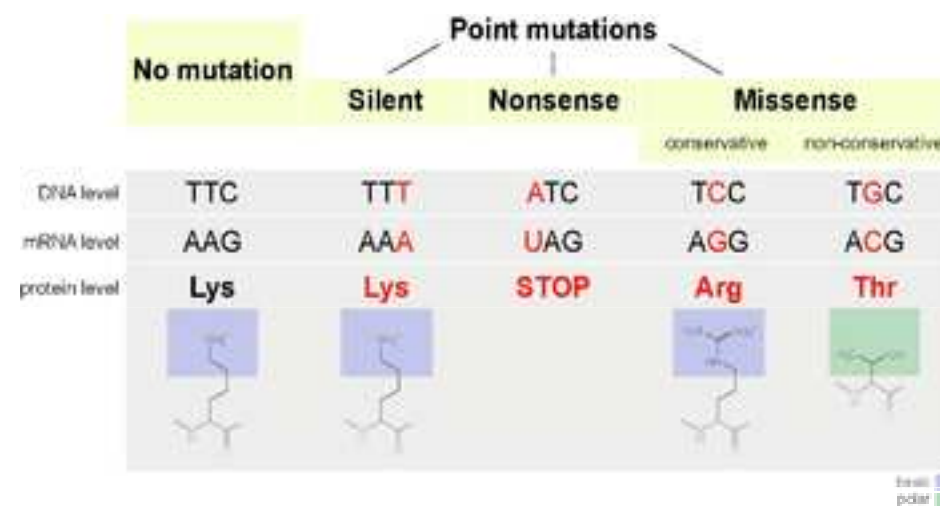 Point mutations
No mutation
Silent Nonsense Missense
conservative non-conservative
DNA level TTC TTT ATC TCC TGC
mRNA level AAG AAA UAG AGG ACG
protein level Lys Lys STOP Arg Thr
basic
polar